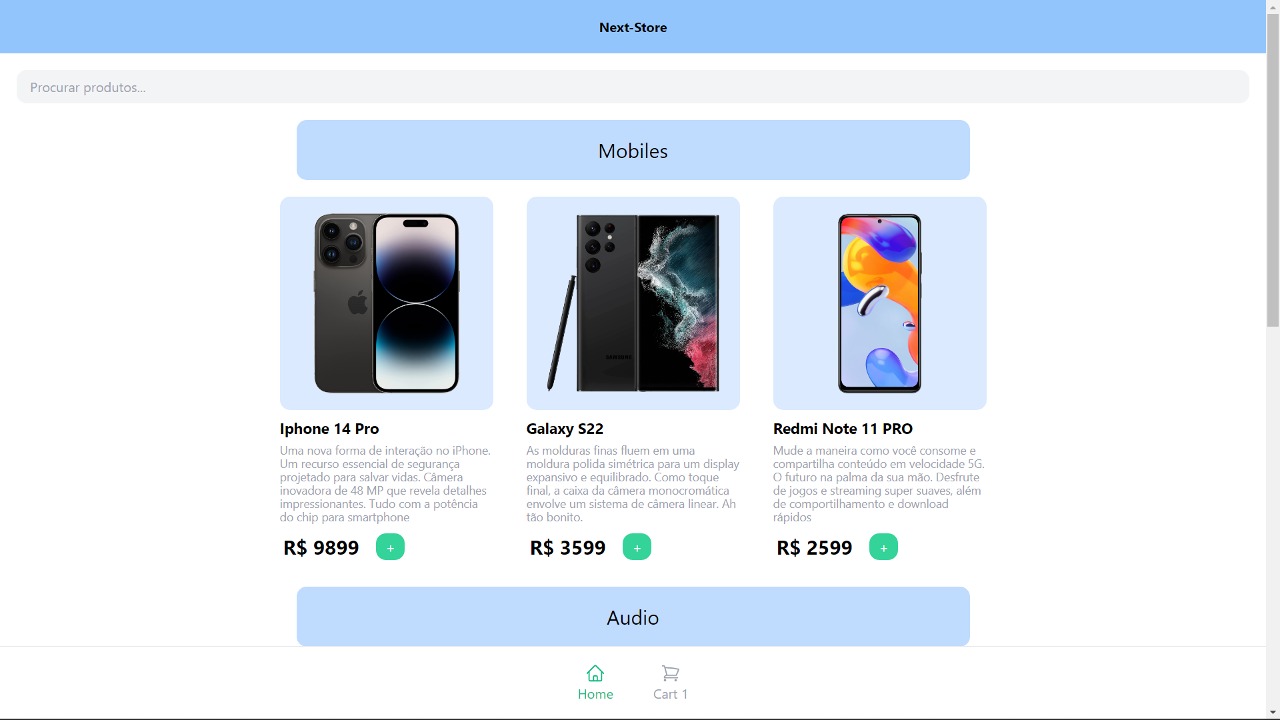 Next-Store
Procurar produtos...
Mobiles
SAMSUNG
Iphone 14 Pro
Uma nova forma de interação no iPhone.
Um recurso essencial de segurança
projetado para salvar vidas. Câmera
inovadora de 48 MP que revela detalhes
impressionantes. Tudo com a potência
do chip para smartphone
R$ 9899 +
Galaxy S22
As molduras finas fluem em uma
moldura polida simétrica para um display
expansivo e equilibrado. Como toque
final, a caixa da câmera monocromática
envolve um sistema de câmera linear. Ah
tão bonito.
R$ 3599 +
Redmi Note 11 PRO
Mude a maneira como você consome e
compartilha conteúdo em velocidade 5G.
O futuro na palma da sua mão. Desfrute
de jogos e streaming super suaves, além
de comportilhamento e download
rápidos
R$ 2599 +
Audio
Home
Cart 1